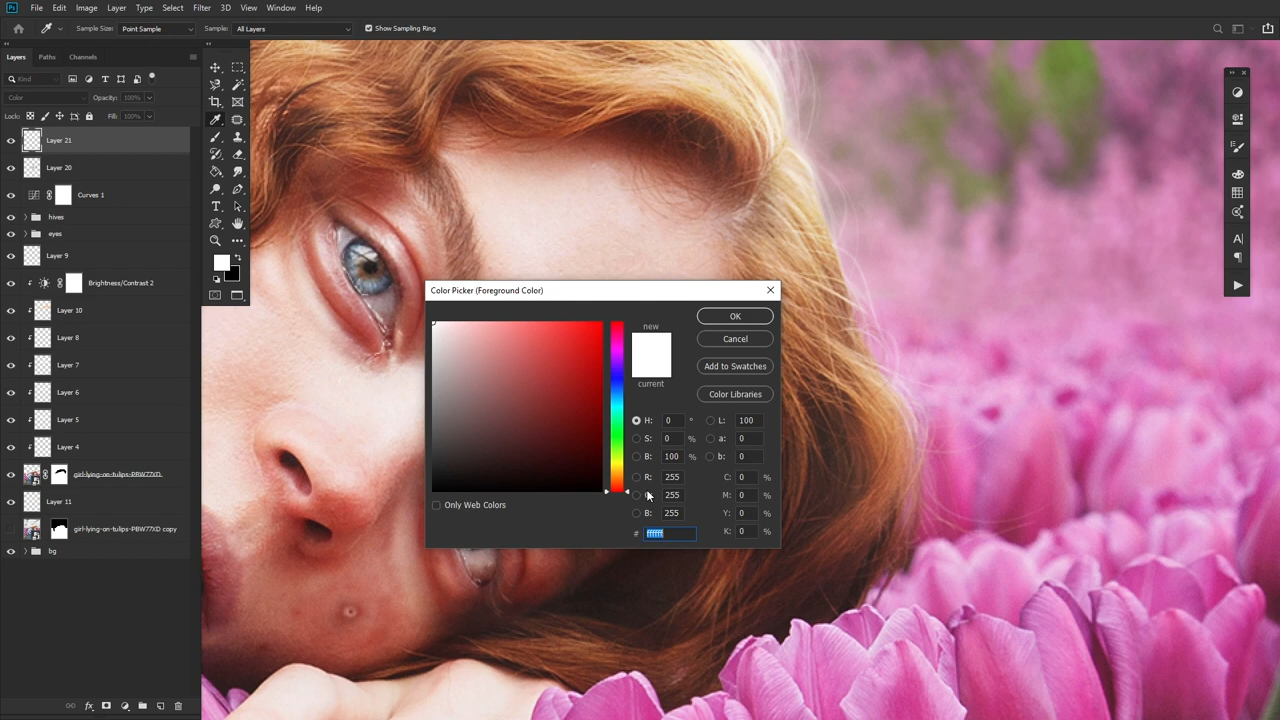 Ps File Edit Image Layer Type Select Filter 3D View Window Help
Sample Size: Point Sample Sample: All Layers Show Sampling Ring
Layers Paths Channels
Kind
Color Opacity: 100%
Lock: Fill: 100%
Layer 21
Layer 20
Curves 1
hives
eyes
Layer 9
Brightness/Contrast 2
Layer 10
Layer 8
Layer 7
Layer 6
Layer 5
Layer 4
girl-lying-on-tulips-PBW77XD
Layer 11
girl-lying-on-tulips-PBW77XD copy
bg
Color Picker (Foreground Color)
new
current
OK
Cancel
Add to Swatches
Color Libraries
H: 0 ° L: 100
S: 0 % a: 0
B: 100 % b: 0
R: 255 C: 0 %
255 M: 0 %
B: 255 Y: 0 %
# ffffff K: 0 %
Only Web Colors